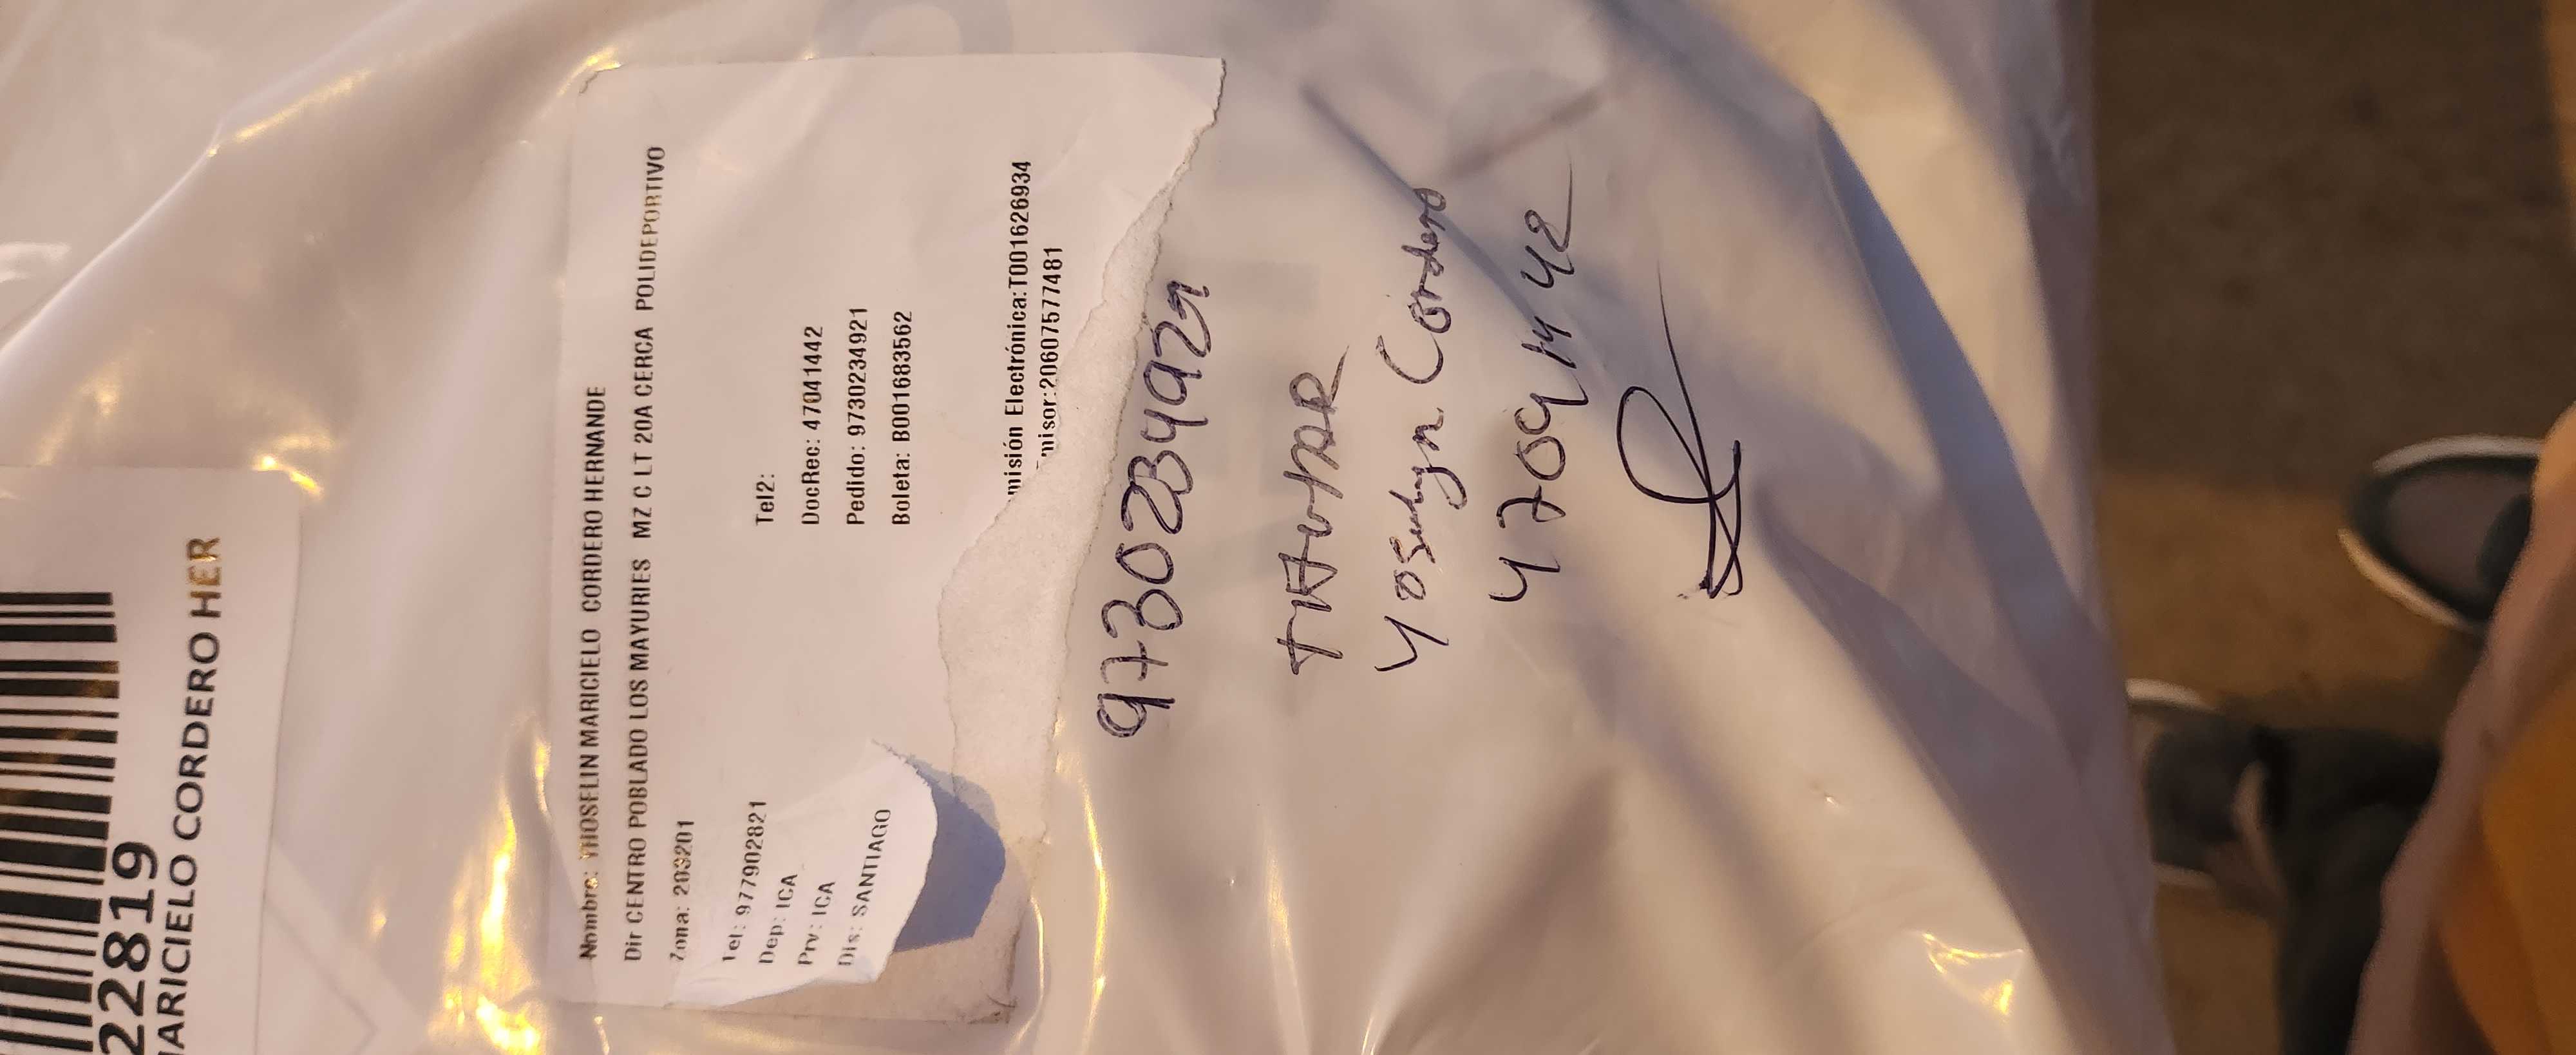 22819
MARICIELO CORDERO HER
Nombre: YHOSELIN MARICIELO CORDERO HERNANDE
Dir CENTRO POBLADO LOS MAYURIES MZ C LT 20A CERCA POLIDEPORTIVO
Zona: 203201
Tel: 977902821 Tel2:
Dep: ICA DocRec: 47041442
Prv: ICA Pedido: 9730234921
Dis: SANTIAGO Boleta: B001683562
misión Electrónica:T001626934
misor:20607577481
9730234921
TITULAR
Yoselyn Cordero
47041442